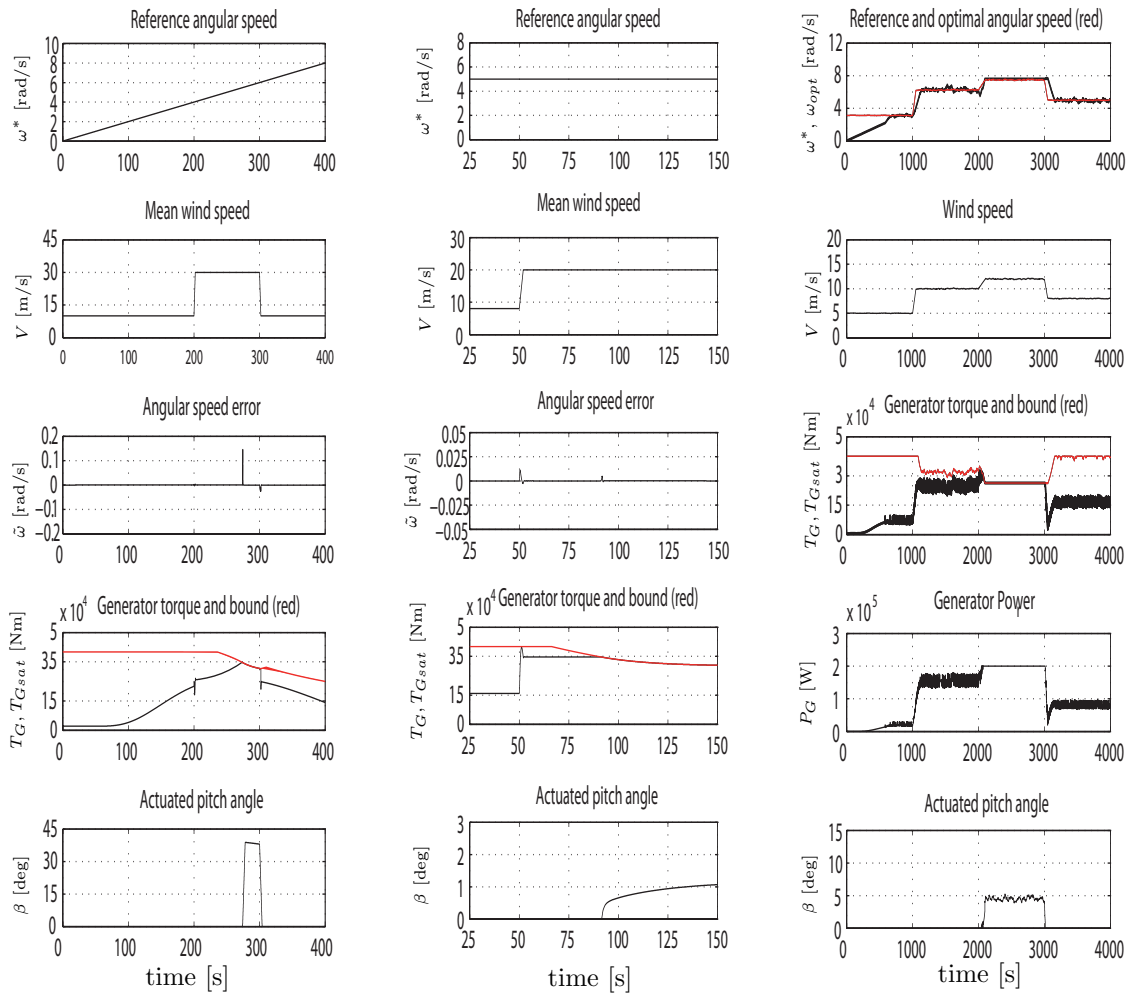 Reference angular speed
10
8
6
4
2
0
ω* [rad/s]
0 100 200 300 400
Mean wind speed
45
30
15
0
V [m/s]
0 100 200 300 400
Angular speed error
0.2
0.1
0
−0.1
−0.2
ω̃ [rad/s]
0 100 200 300 400
x 10^4 Generator torque and bound (red)
5
35
15
0
T_G, T_Gsat [Nm]
0 100 200 300 400
Actuated pitch angle
45
30
15
0
β [deg]
0 100 200 300 400
time [s]
Reference angular speed
8
6
4
2
0
ω* [rad/s]
25 50 75 100 125 150
Mean wind speed
30
20
10
0
V [m/s]
25 50 75 100 125 150
Angular speed error
0.05
0.025
0
−0.025
−0.05
ω̃ [rad/s]
25 50 75 100 125 150
x 10^4 Generator torque and bound (red)
5
35
15
0
T_G, T_Gsat [Nm]
25 50 75 100 125 150
Actuated pitch angle
3
2
1
0
β [deg]
25 50 75 100 125 150
time [s]
Reference and optimal angular speed (red)
12
8
4
0
ω*, ω_opt [rad/s]
0 1000 2000 3000 4000
Wind speed
20
15
10
5
0
V [m/s]
0 1000 2000 3000 4000
x 10^4 Generator torque and bound (red)
5
3
15
0
T_G, T_Gsat [Nm]
0 1000 2000 3000 4000
x 10^5 Generator Power
3
2
1
0
P_G [W]
0 1000 2000 3000 4000
Actuated pitch angle
15
10
5
0
β [deg]
0 1000 2000 3000 4000
time [s]